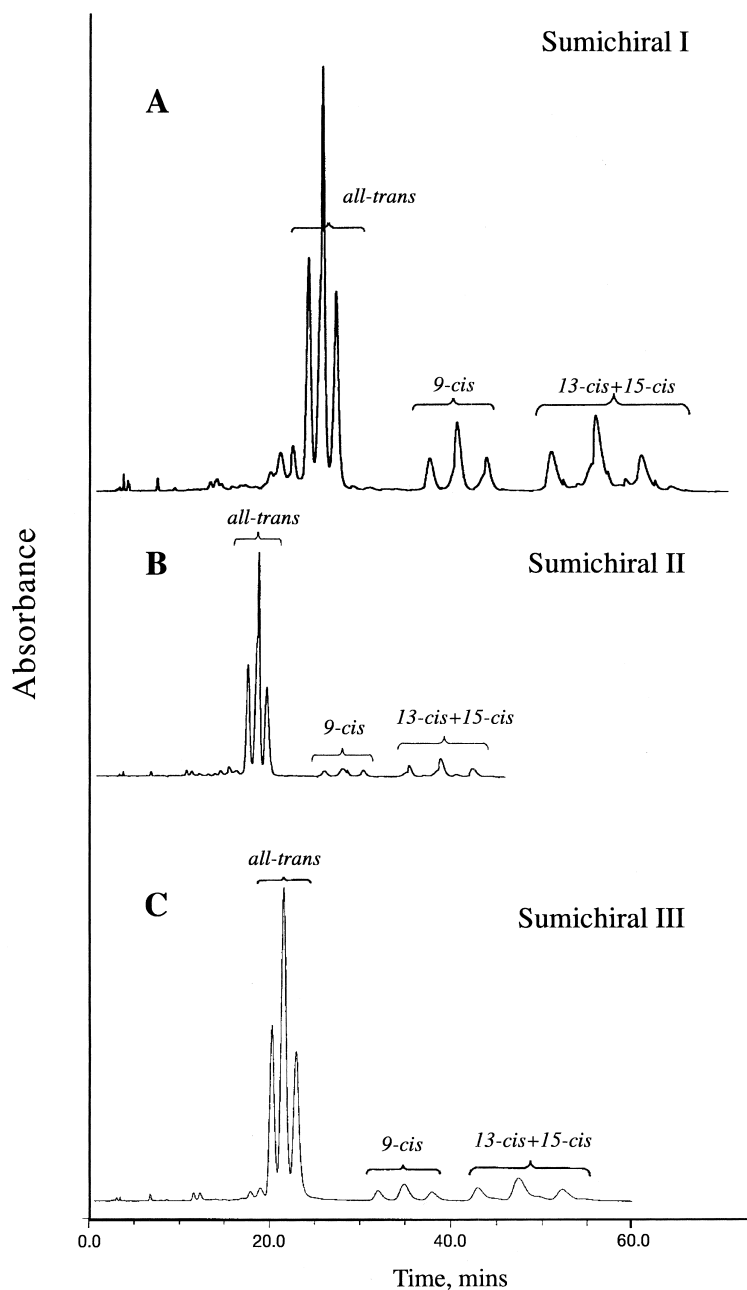 Sumichiral I
A
all-trans
9-cis
13-cis+15-cis
all-trans
B
Sumichiral II
9-cis
13-cis+15-cis
Absorbance
all-trans
C
Sumichiral III
9-cis
13-cis+15-cis
0.0 20.0 40.0 60.0
Time, mins